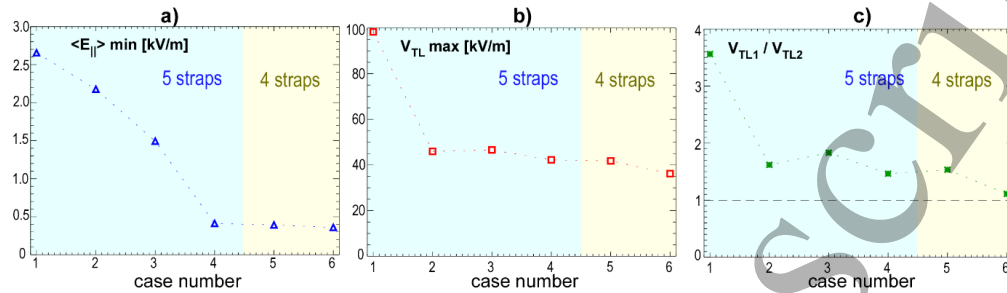 a)
<E||> min [kV/m]
5 straps
4 straps
3.0
2.5
2.0
1.5
1.0
0.5
0
1 2 3 4 5 6
case number
b)
V_TL max [kV/m]
5 straps
4 straps
100
80
60
40
20
0
1 2 3 4 5 6
case number
c)
V_TL1 / V_TL2
5 straps
4 straps
4
3
2
1
0
1 2 3 4 5 6
case number